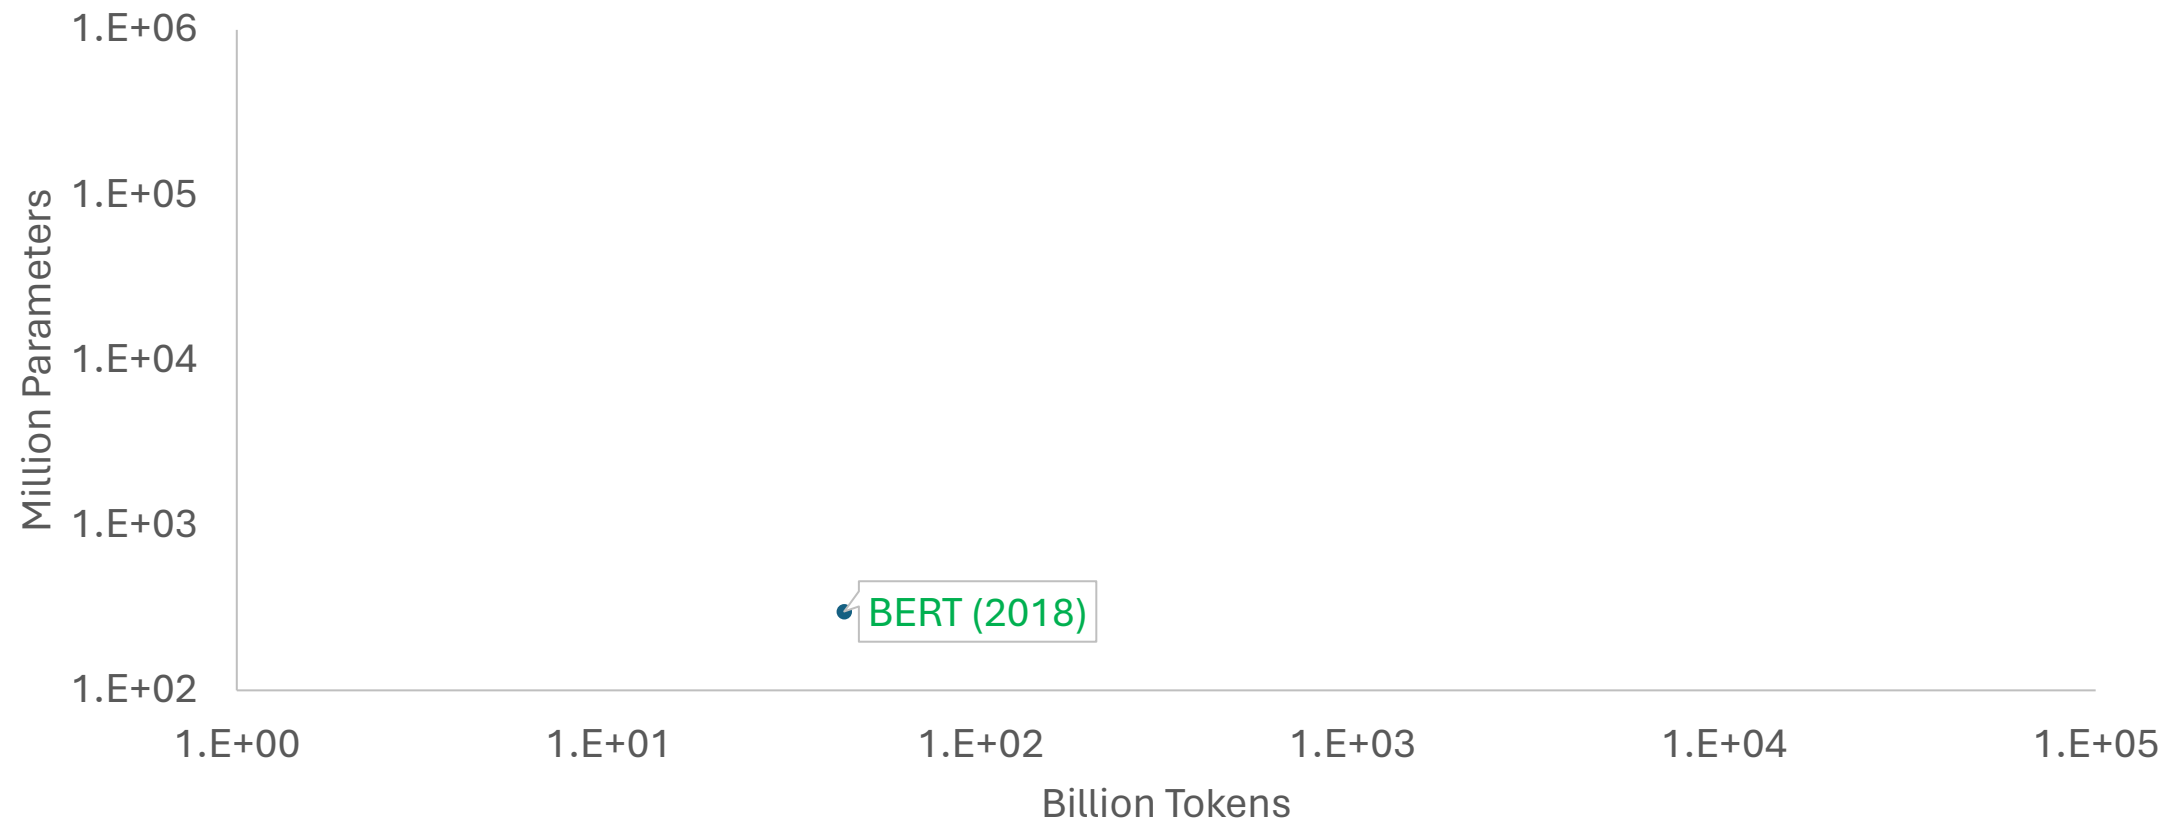 1.E+06
1.E+05
1.E+04
1.E+03
1.E+02
Million Parameters
BERT (2018)
1.E+00 1.E+01 1.E+02 1.E+03 1.E+04 1.E+05
Billion Tokens